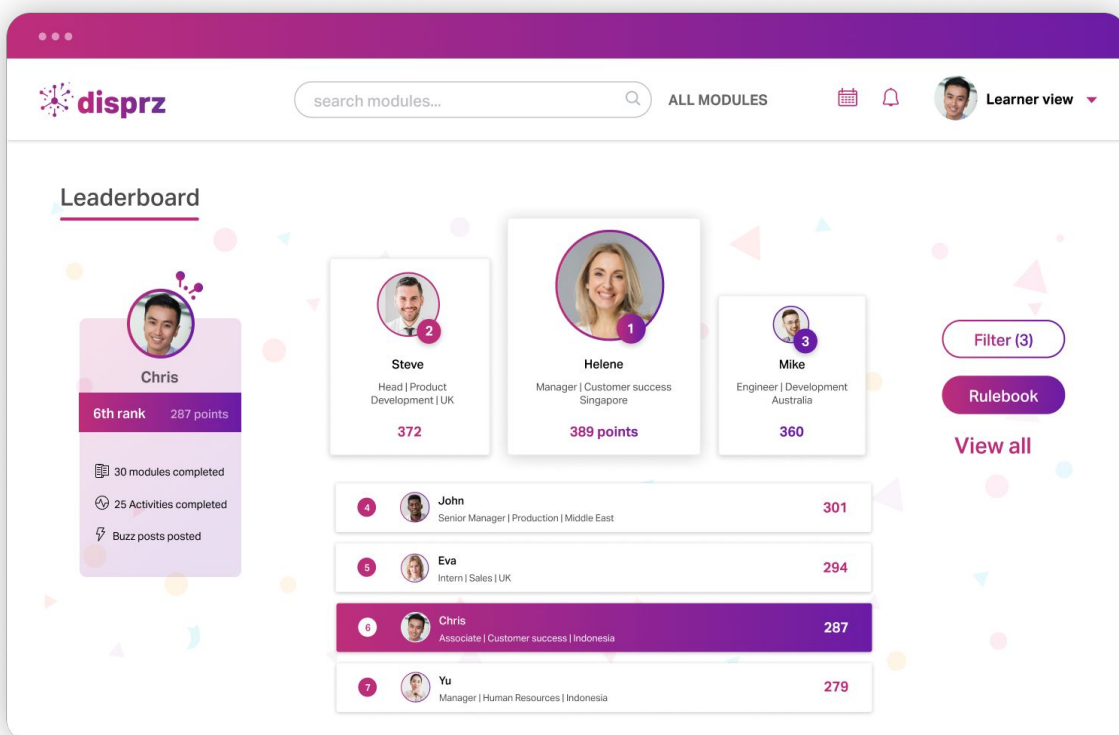 disprz
search modules...
ALL MODULES
Learner view
Leaderboard
Chris
6th rank 287 points
30 modules completed
25 Activities completed
Buzz posts posted
2
Steve
Head | Product
Development | UK
372
1
Helene
Manager | Customer success
Singapore
389 points
3
Mike
Engineer | Development
Australia
360
Filter (3)
Rulebook
View all
4
John
Senior Manager | Production | Middle East
301
5
Eva
Intern | Sales | UK
294
6
Chris
Associate | Customer success | Indonesia
287
7
Yu
Manager | Human Resources | Indonesia
279